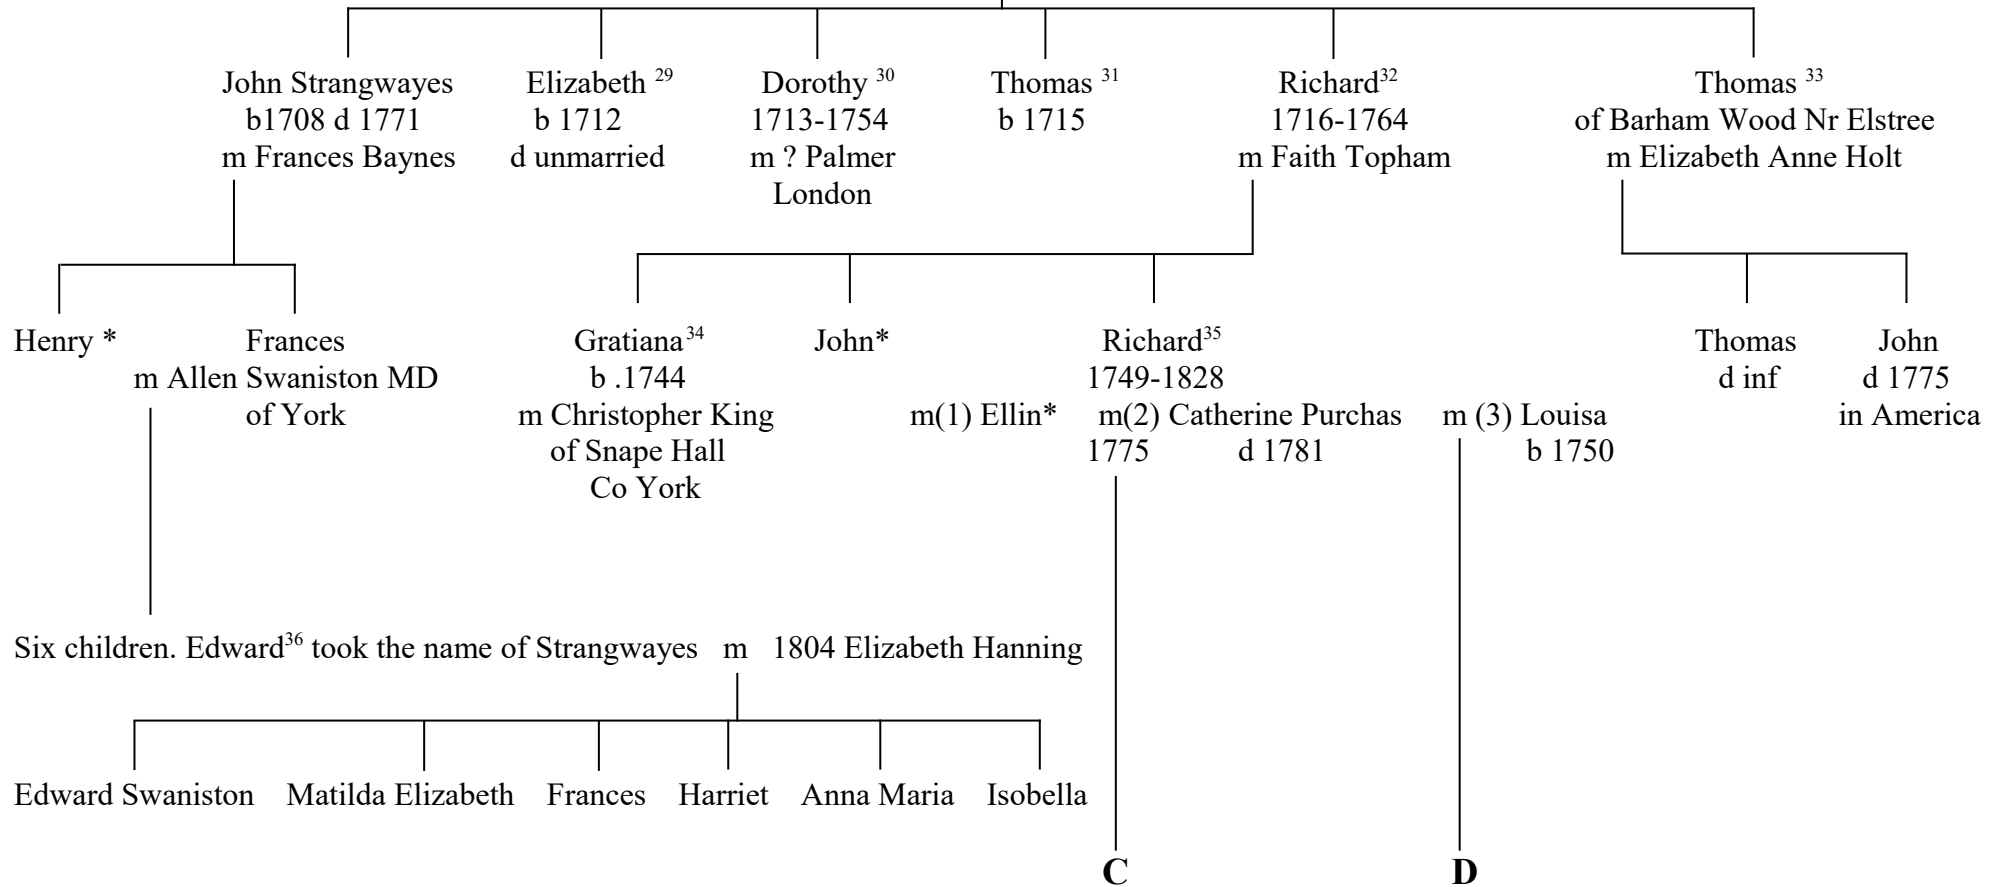 John Strangwayes Elizabeth 29 Dorothy 30 Thomas 31 Richard32 Thomas 33
b1708 d 1771 b 1712 1713-1754 b 1715 1716-1764 of Barham Wood Nr Elstree
m Frances Baynes d unmarried m ? Palmer m Faith Topham m Elizabeth Anne Holt
London
Henry * Frances Gratiana34 John* Richard35 Thomas John
m Allen Swaniston MD b .1744 1749-1828 d inf d 1775
of York m Christopher King m(1) Ellin* m(2) Catherine Purchas m (3) Louisa in America
of Snape Hall 1775 d 1781 b 1750
Co York
Six children. Edward36 took the name of Strangwayes m 1804 Elizabeth Hanning
Edward Swaniston Matilda Elizabeth Frances Harriet Anna Maria Isobella
C D